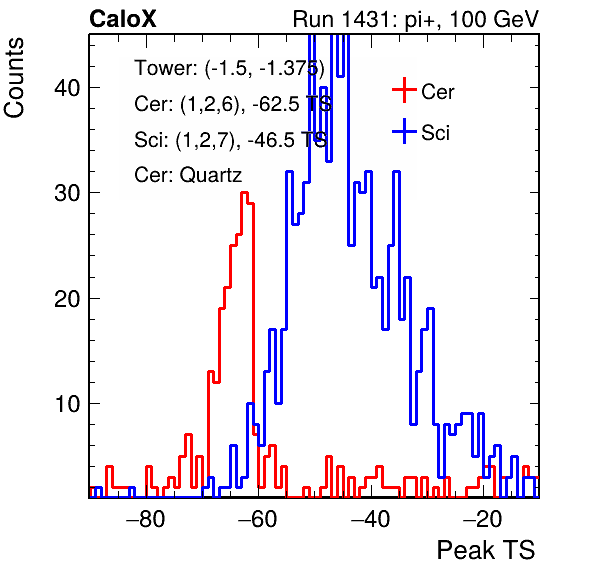 CaloX Run 1431: pi+, 100 GeV
Counts
Tower: (-1.5, -1.375)
Cer: (1,2,6), -62.5 TS
Sci: (1,2,7), -46.5 TS
Cer: Quartz
Cer
Sci
40
30
20
10
−80 −60 −40 −20
Peak TS